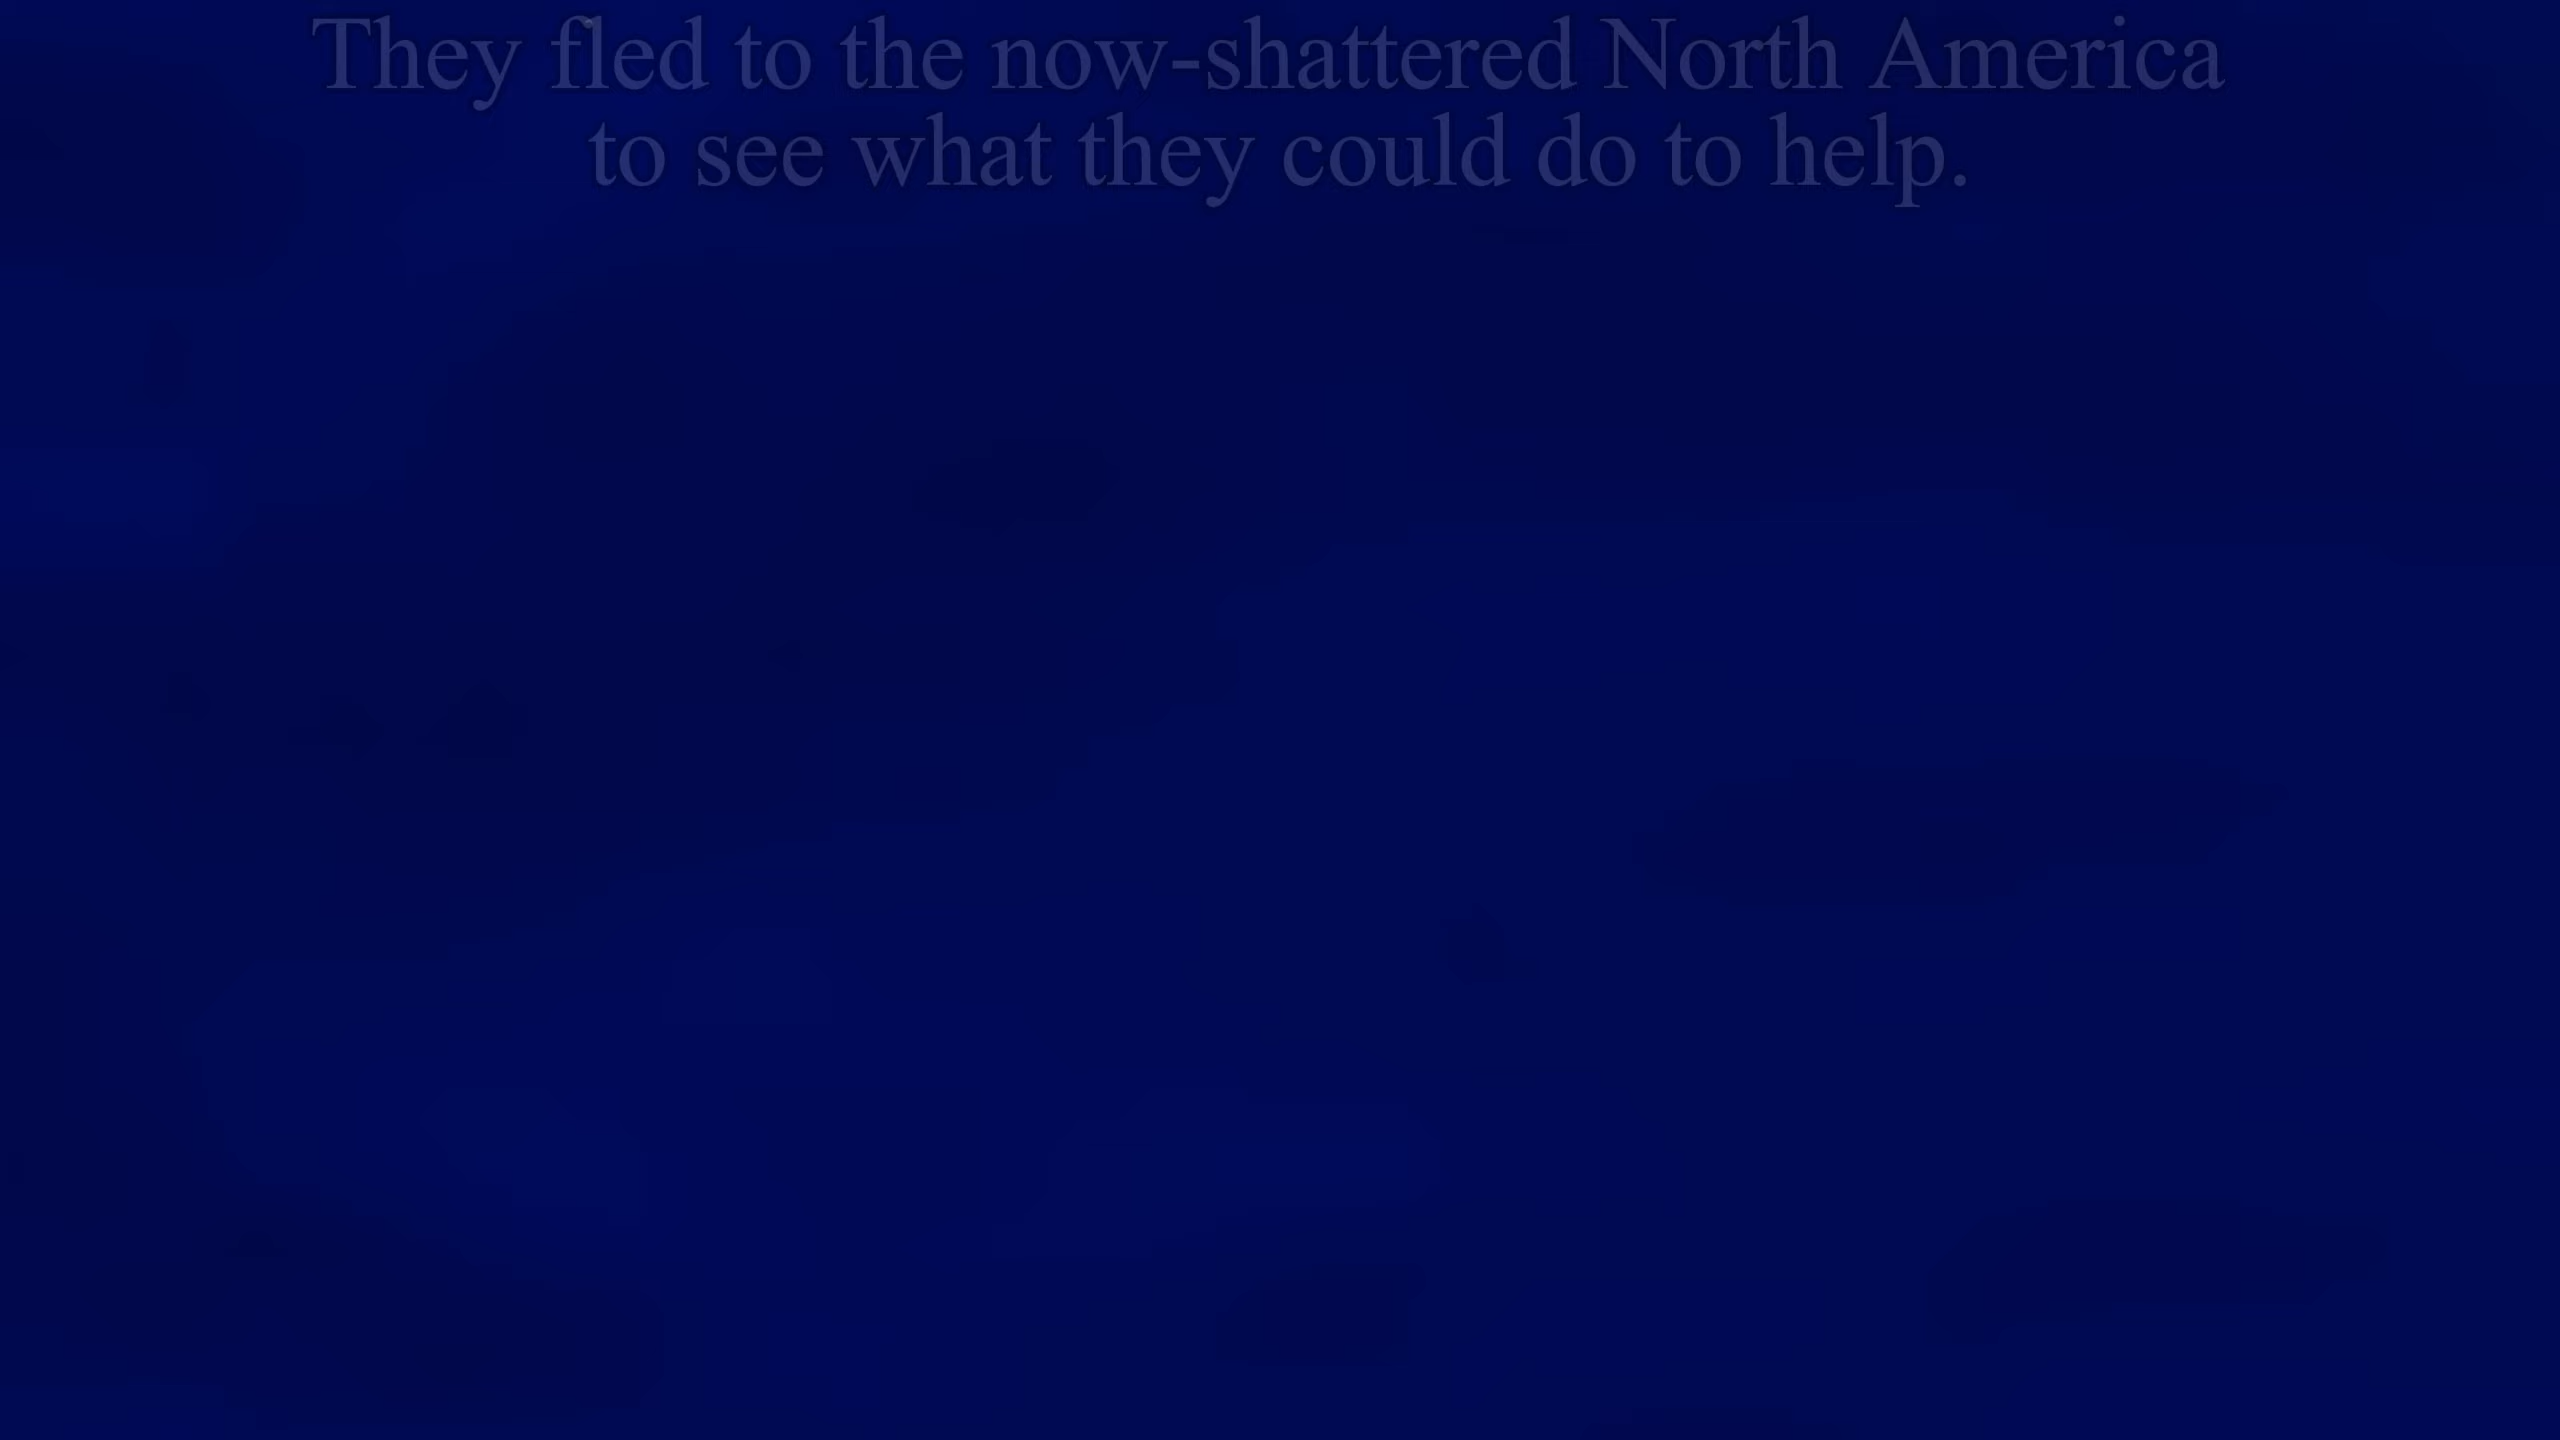 They fled to the now-shattered North America
to see what they could do to help.